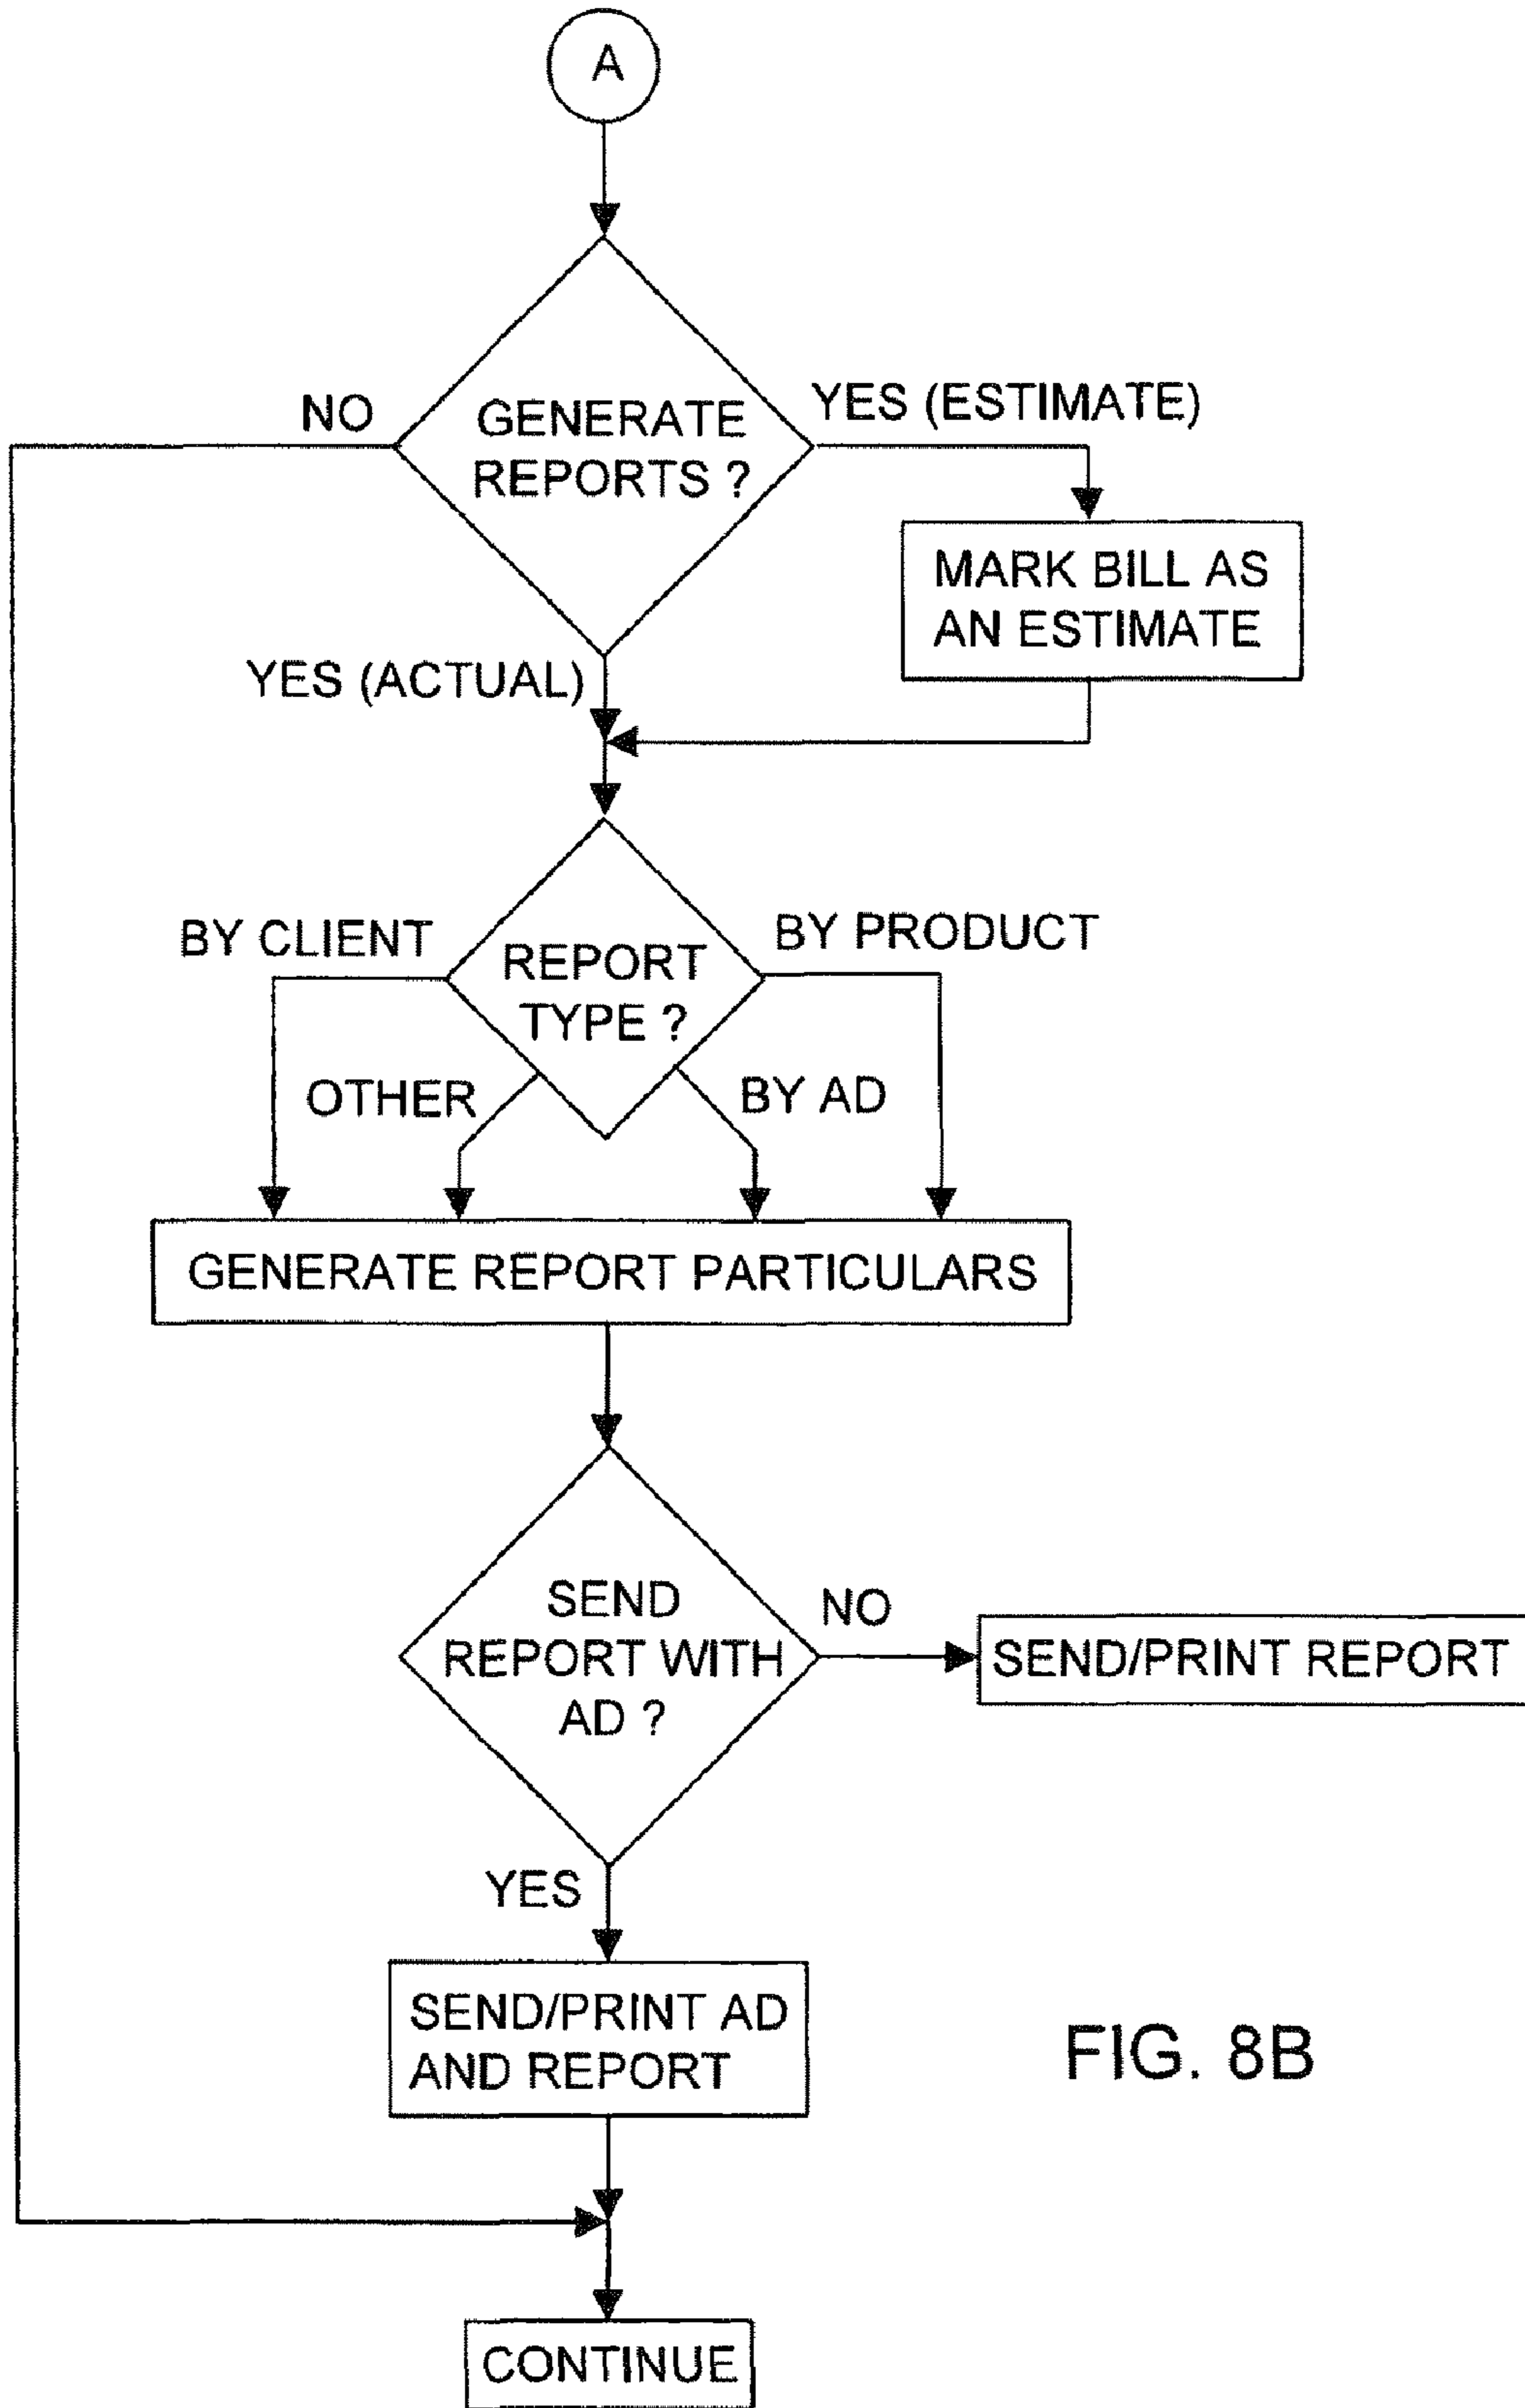 A
NO
GENERATE
REPORTS ?
YES (ESTIMATE)
MARK BILL AS
AN ESTIMATE
YES (ACTUAL)
BY CLIENT
REPORT
TYPE ?
BY PRODUCT
OTHER
BY AD
GENERATE REPORT PARTICULARS
SEND
REPORT WITH
AD ?
NO
SEND/PRINT REPORT
YES
SEND/PRINT AD
AND REPORT
FIG. 8B
CONTINUE